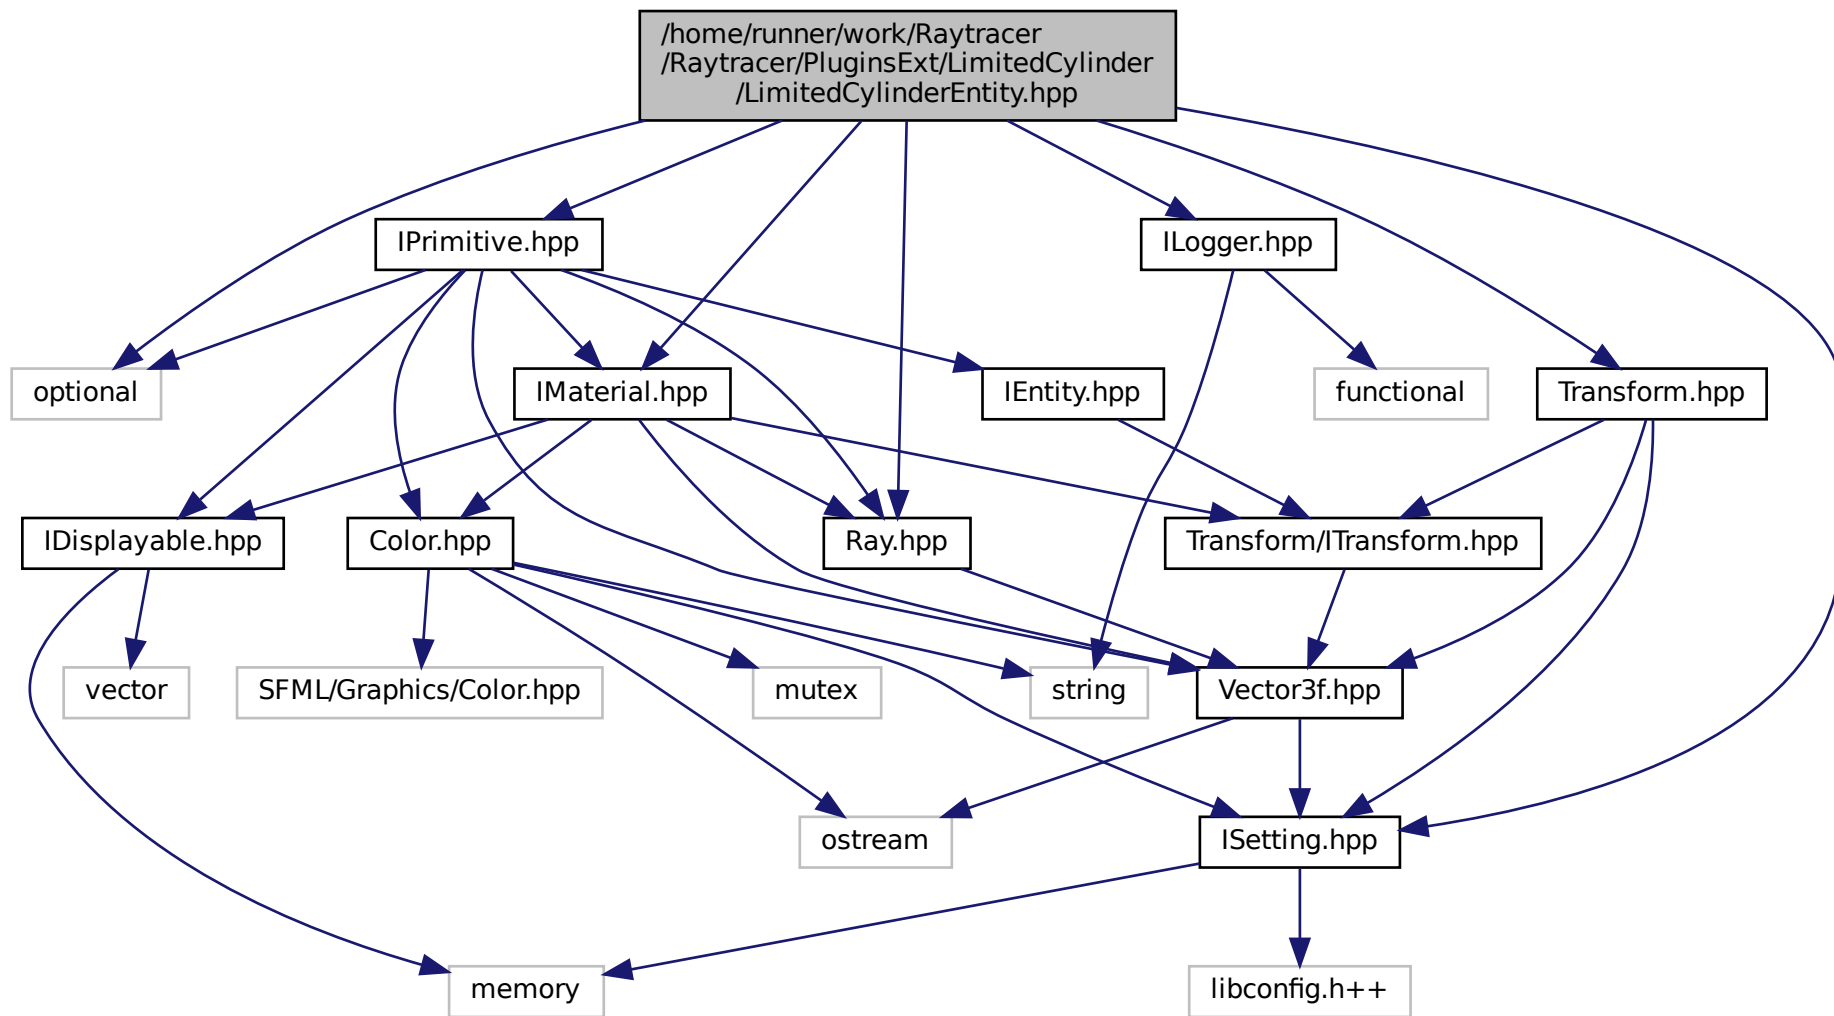 /home/runner/work/Raytracer
/Raytracer/PluginsExt/LimitedCylinder
/LimitedCylinderEntity.hpp
IPrimitive.hpp
ILogger.hpp
optional
IMaterial.hpp
IEntity.hpp
functional
Transform.hpp
IDisplayable.hpp
Color.hpp
Ray.hpp
Transform/ITransform.hpp
vector
SFML/Graphics/Color.hpp
mutex
string
Vector3f.hpp
ostream
ISetting.hpp
memory
libconfig.h++